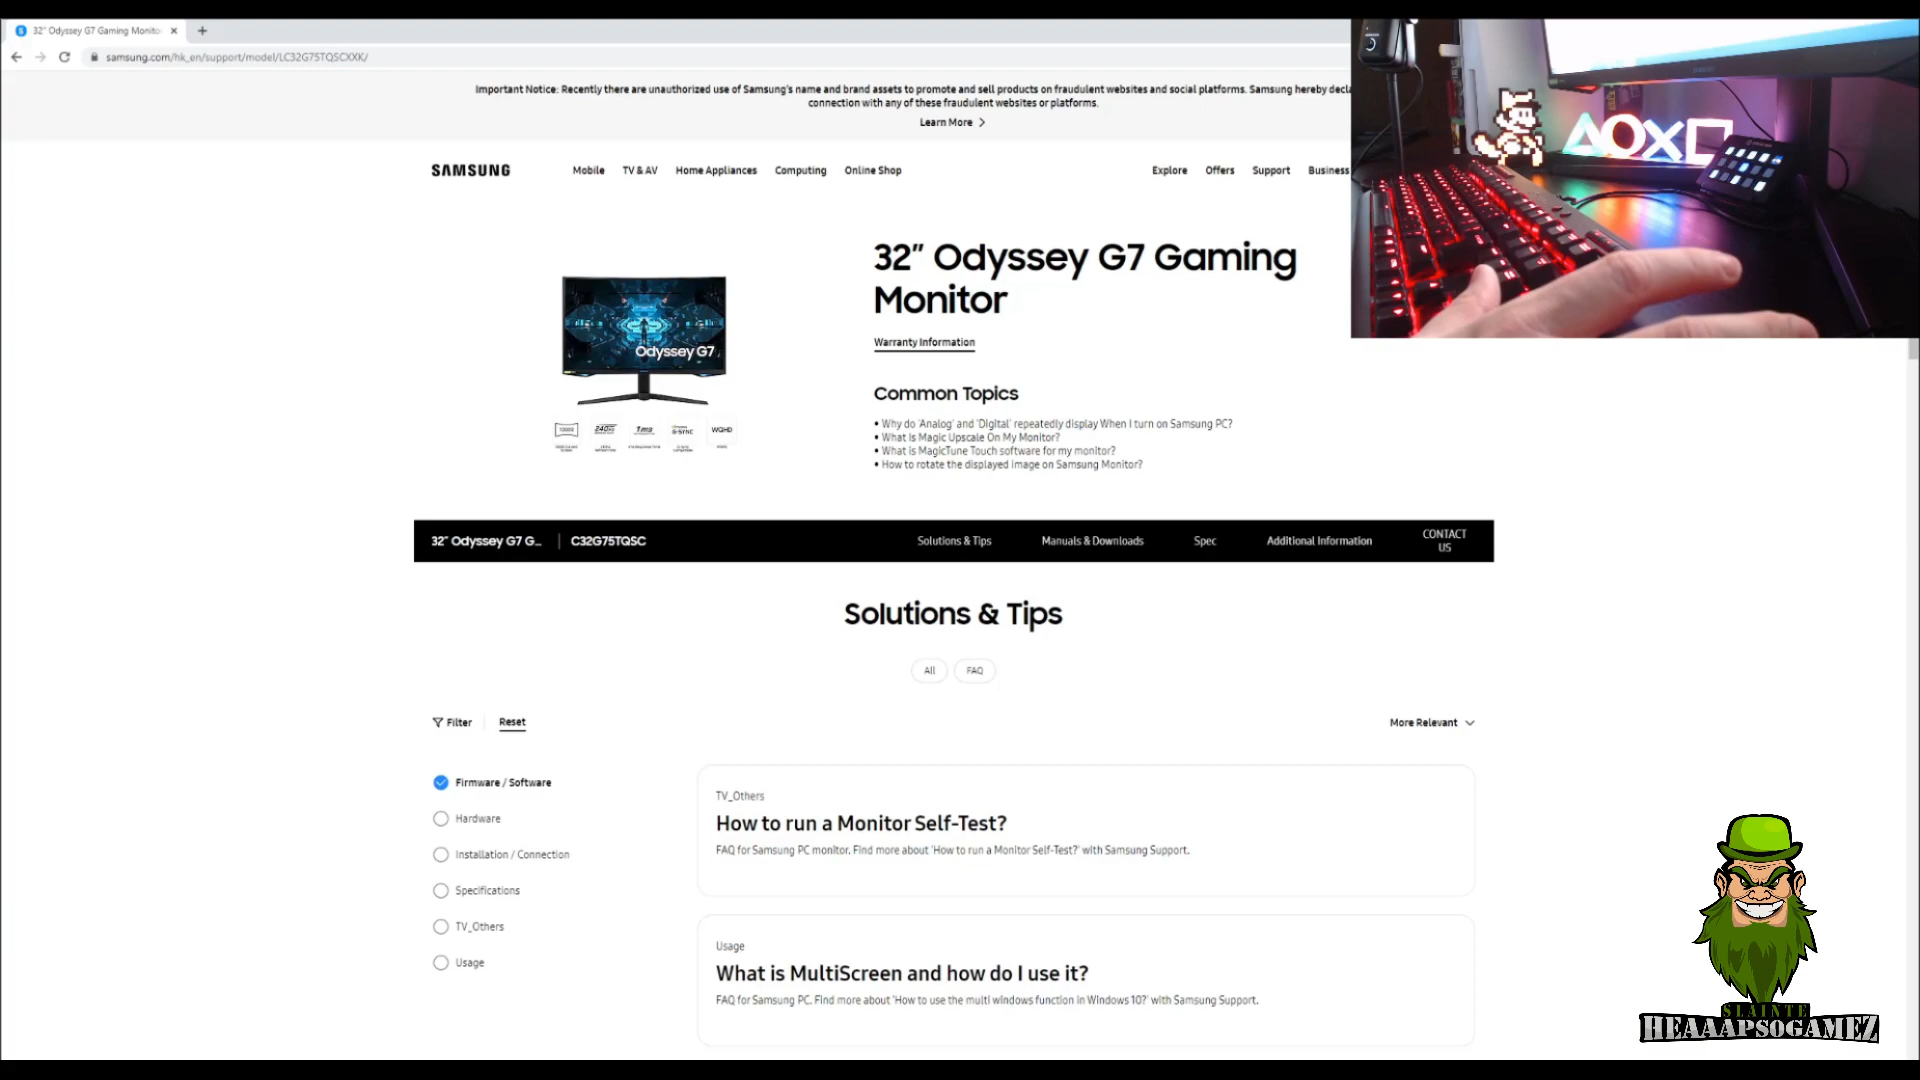 32" Odyssey G7 Gaming Monito
samsung.com/hk_en/support/model/LC32G75TQSCXXK/
Important Notice: Recently there are unauthorized use of Samsung's name and brand assets to promote and sell products on fraudulent websites and social platforms. Samsung hereby decla
connection with any of these fraudulent websites or platforms.
Learn More
SAMSUNG
Mobile TV & AV Home Appliances Computing Online Shop Explore Offers Support Business
32" Odyssey G7 Gaming
Monitor
Warranty Information
Odyssey G7
240Hz 1ms G-SYNC WQHD
Common Topics
• Why do 'Analog' and 'Digital' repeatedly display When I turn on Samsung PC?
• What Is Magic Upscale On My Monitor?
• What is MagicTune Touch software for my monitor?
• How to rotate the displayed image on Samsung Monitor?
32" Odyssey G7 G... | C32G75TQSC Solutions & Tips Manuals & Downloads Spec Additional Information CONTACT
US
Solutions & Tips
All FAQ
Filter Reset More Relevant
Firmware / Software
Hardware
Installation / Connection
Specifications
TV_Others
Usage
TV_Others
How to run a Monitor Self-Test?
FAQ for Samsung PC monitor. Find more about 'How to run a Monitor Self-Test?' with Samsung Support.
Usage
What is MultiScreen and how do I use it?
FAQ for Samsung PC. Find more about 'How to use the multi windows function in Windows 10?' with Samsung Support.
SLAINTE
HEAAAPSOGAMEZ